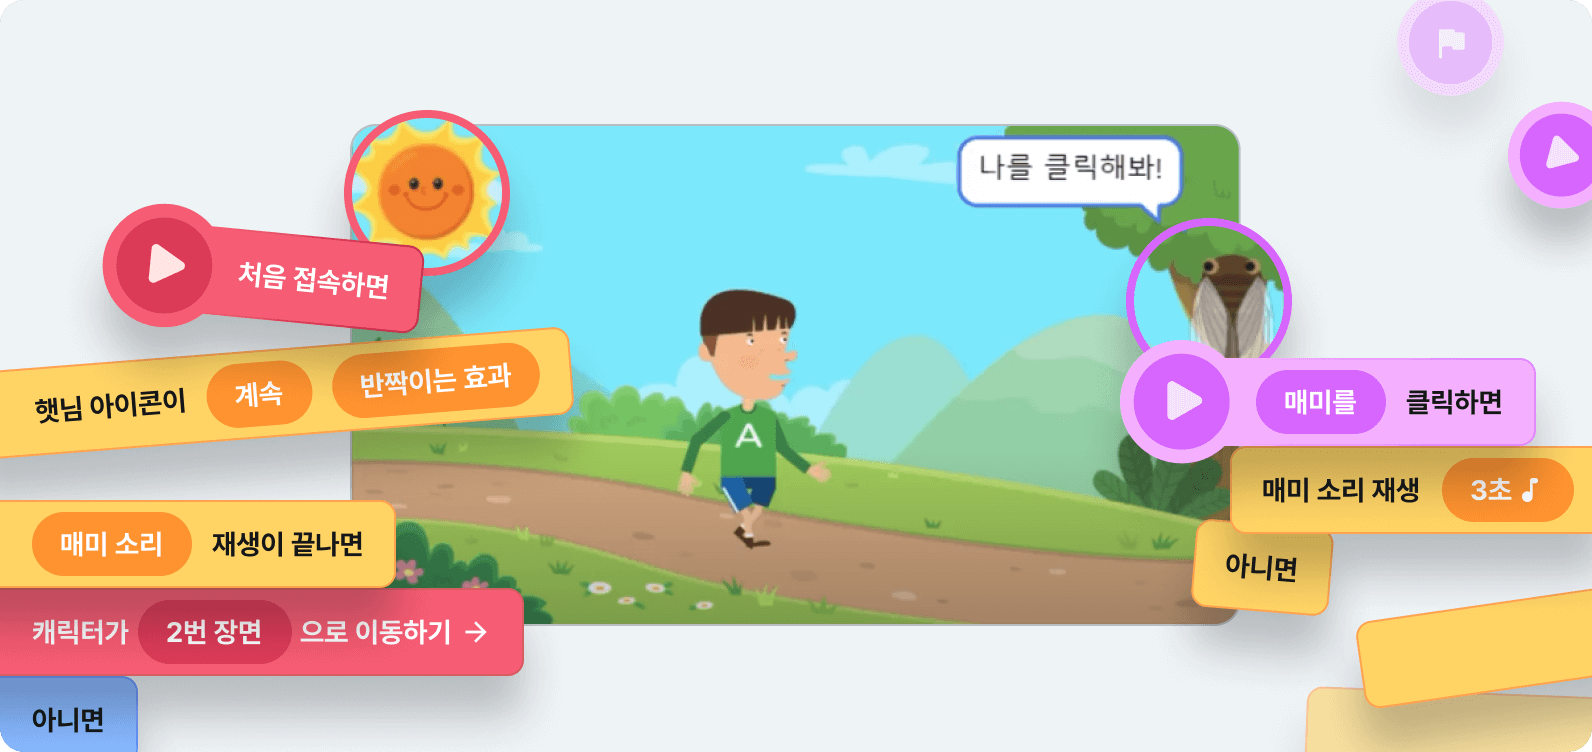 나를 클릭해봐!
처음 접속하면
햇님 아이콘이 계속 반짝이는 효과
A
매미를 클릭하면
매미 소리 재생 3초
매미 소리 재생이 끝나면
아니면
캐릭터가 2번 장면 으로 이동하기 →
아니면